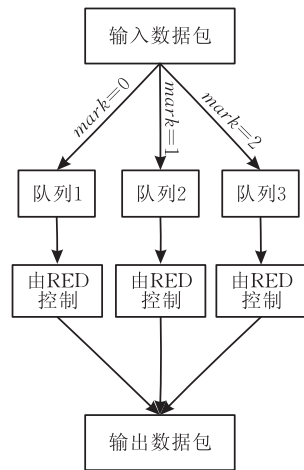 输入数据包
mark=0
mark=1
mark=2
队列1
队列2
队列3
由RED
控制
由RED
控制
由RED
控制
输出数据包